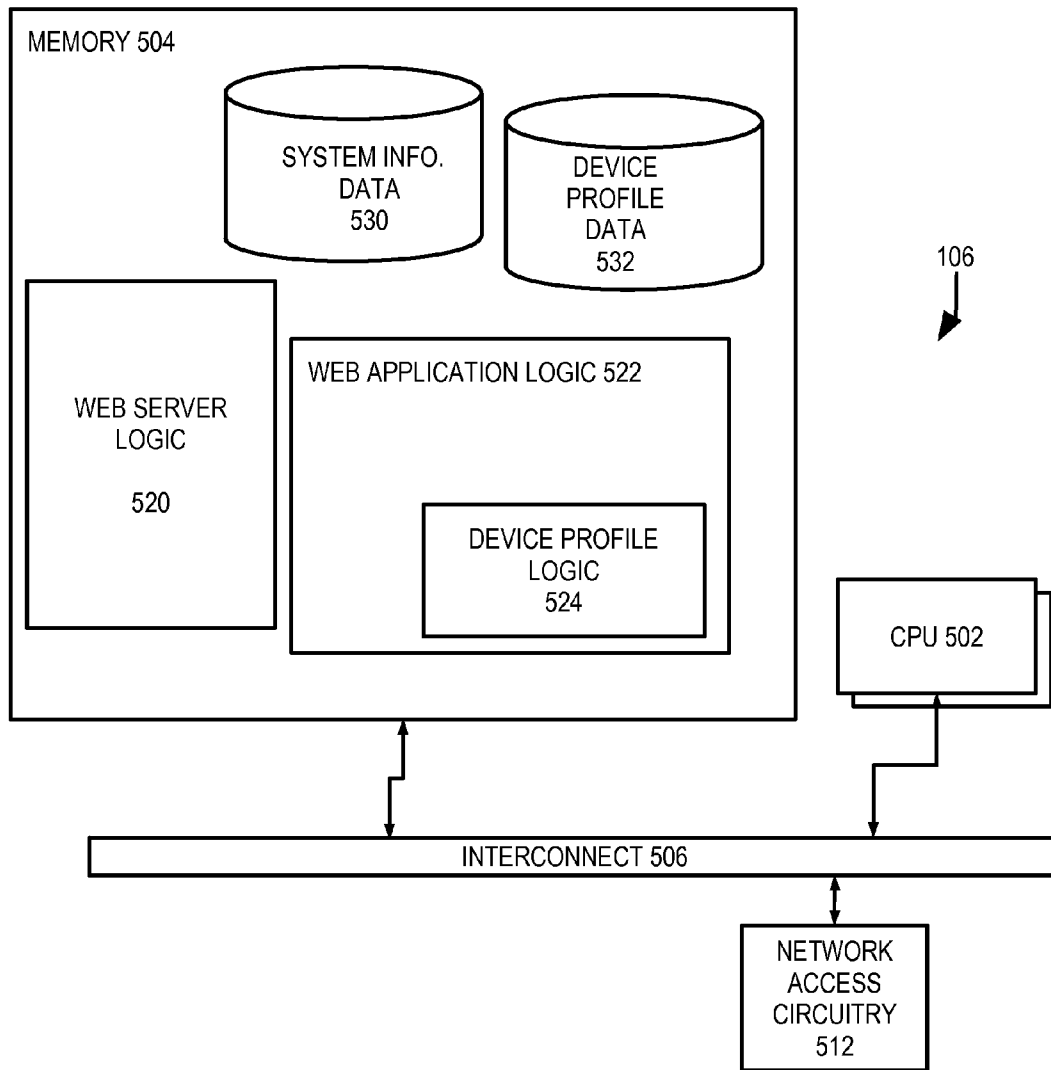 MEMORY 504
SYSTEM INFO.
DATA
530
DEVICE
PROFILE
DATA
532
106
WEB SERVER
LOGIC
520
WEB APPLICATION LOGIC 522
DEVICE PROFILE
LOGIC
524
CPU 502
INTERCONNECT 506
NETWORK
ACCESS
CIRCUITRY
512